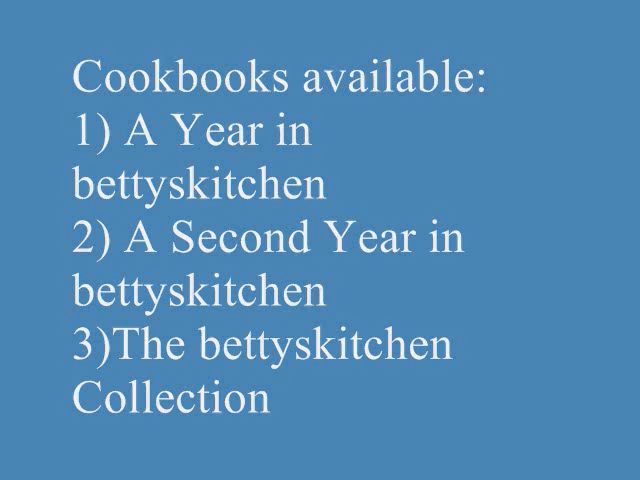 Cookbooks available:
1) A Year in
bettyskitchen
2) A Second Year in
bettyskitchen
3)The bettyskitchen
Collection